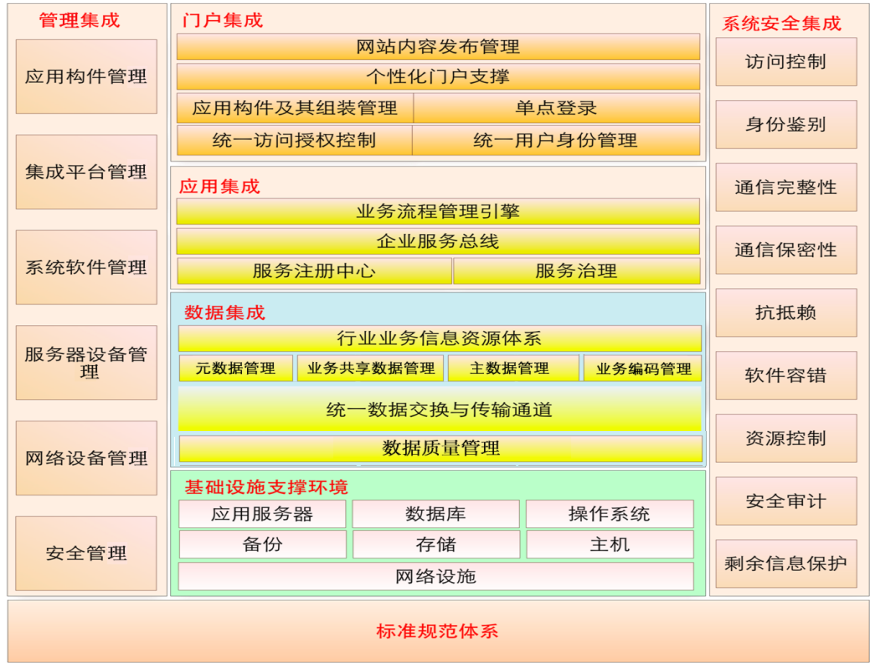 管理集成
应用构件管理
集成平台管理
系统软件管理
服务器设备管
理
网络设备管理
安全管理
门户集成
网站内容发布管理
个性化门户支撑
应用构件及其组装管理
单点登录
统一访问授权控制
统一用户身份管理
应用集成
业务流程管理引擎
企业服务总线
服务注册中心
服务治理
数据集成
行业业务信息资源体系
元数据管理
业务共享数据管理
主数据管理
业务编码管理
统一数据交换与传输通道
数据质量管理
基础设施支撑环境
应用服务器
数据库
操作系统
备份
存储
主机
网络设施
系统安全集成
访问控制
身份鉴别
通信完整性
通信保密性
抗抵赖
软件容错
资源控制
安全审计
剩余信息保护
标准规范体系